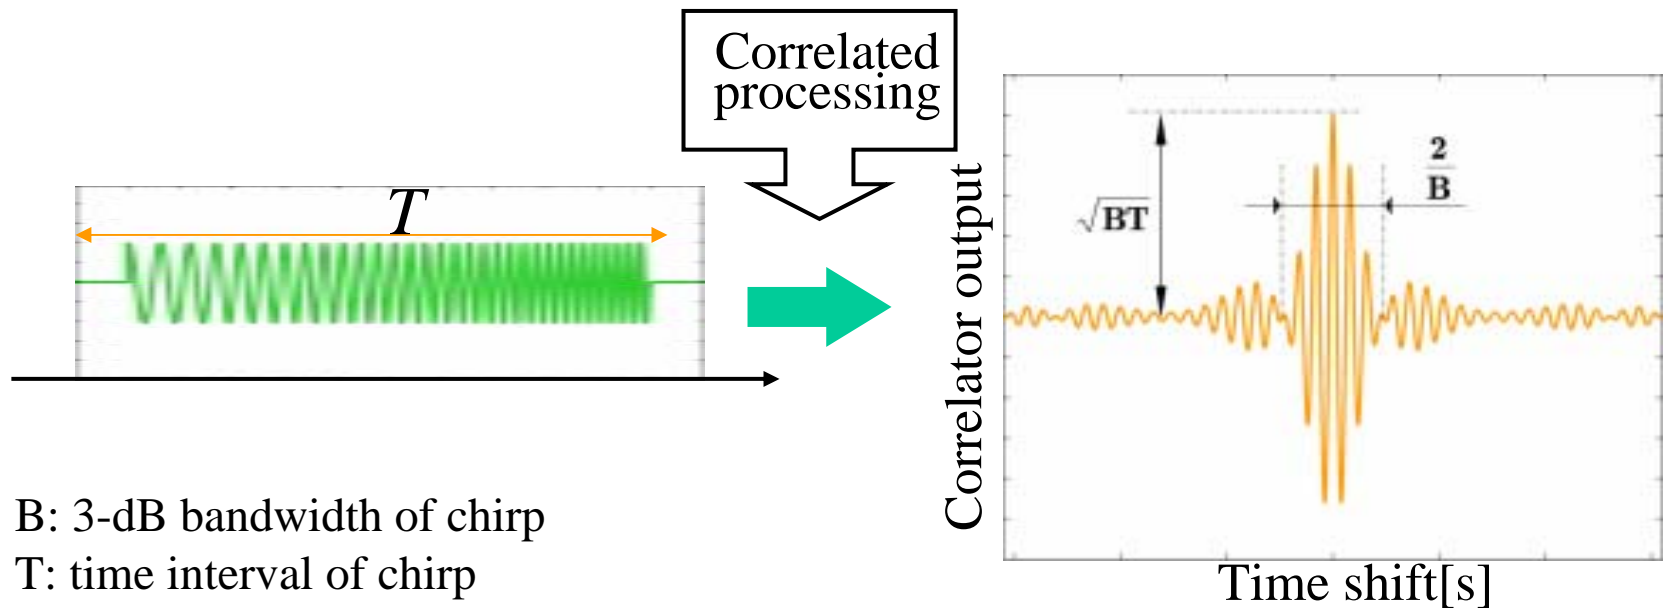 Correlated
processing
T
Correlator output
√BT
2
B
Time shift[s]
B: 3-dB bandwidth of chirp
T: time interval of chirp